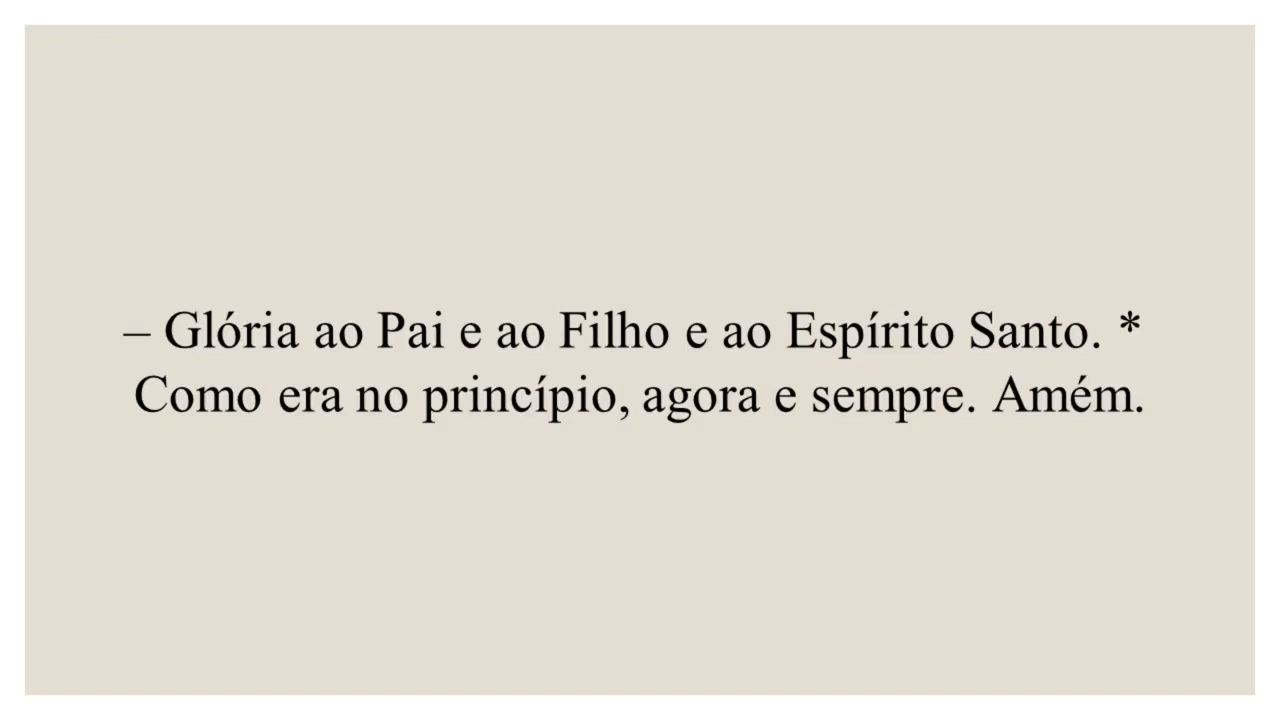 – Glória ao Pai e ao Filho e ao Espírito Santo. *
Como era no princípio, agora e sempre. Amém.